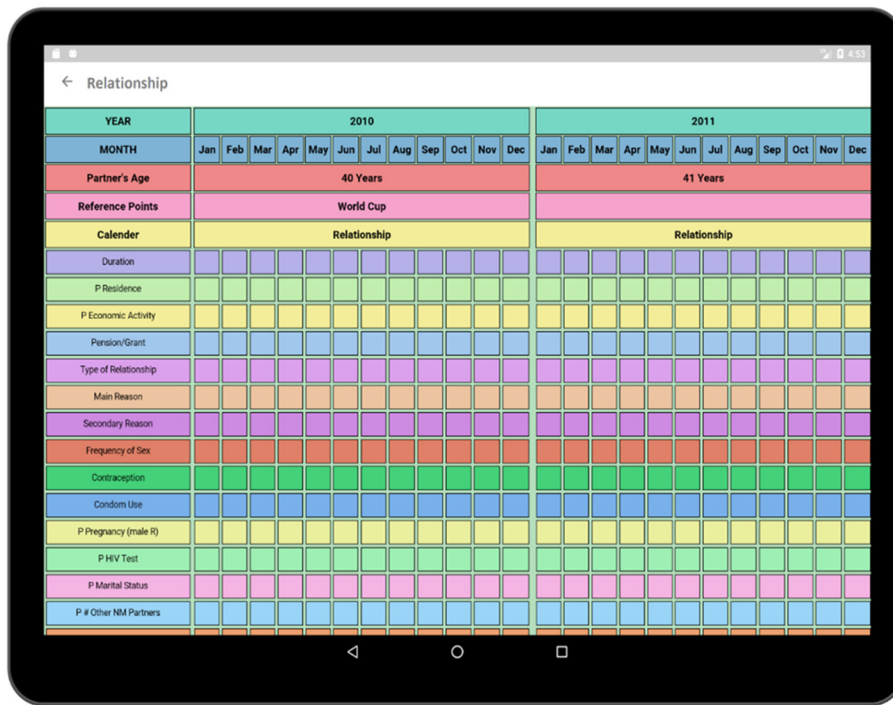 4:53
Relationship
YEAR 2010 2011
MONTH Jan Feb Mar Apr May Jun Jul Aug Sep Oct Nov Dec Jan Feb Mar Apr May Jun Jul Aug Sep Oct Nov Dec
Partner's Age 40 Years 41 Years
Reference Points World Cup
Calender Relationship Relationship
Duration
P Residence
P Economic Activity
Pension/Grant
Type of Relationship
Main Reason
Secondary Reason
Frequency of Sex
Contraception
Condom Use
P Pregnancy (male R)
P HIV Test
P Marital Status
P # Other NM Partners